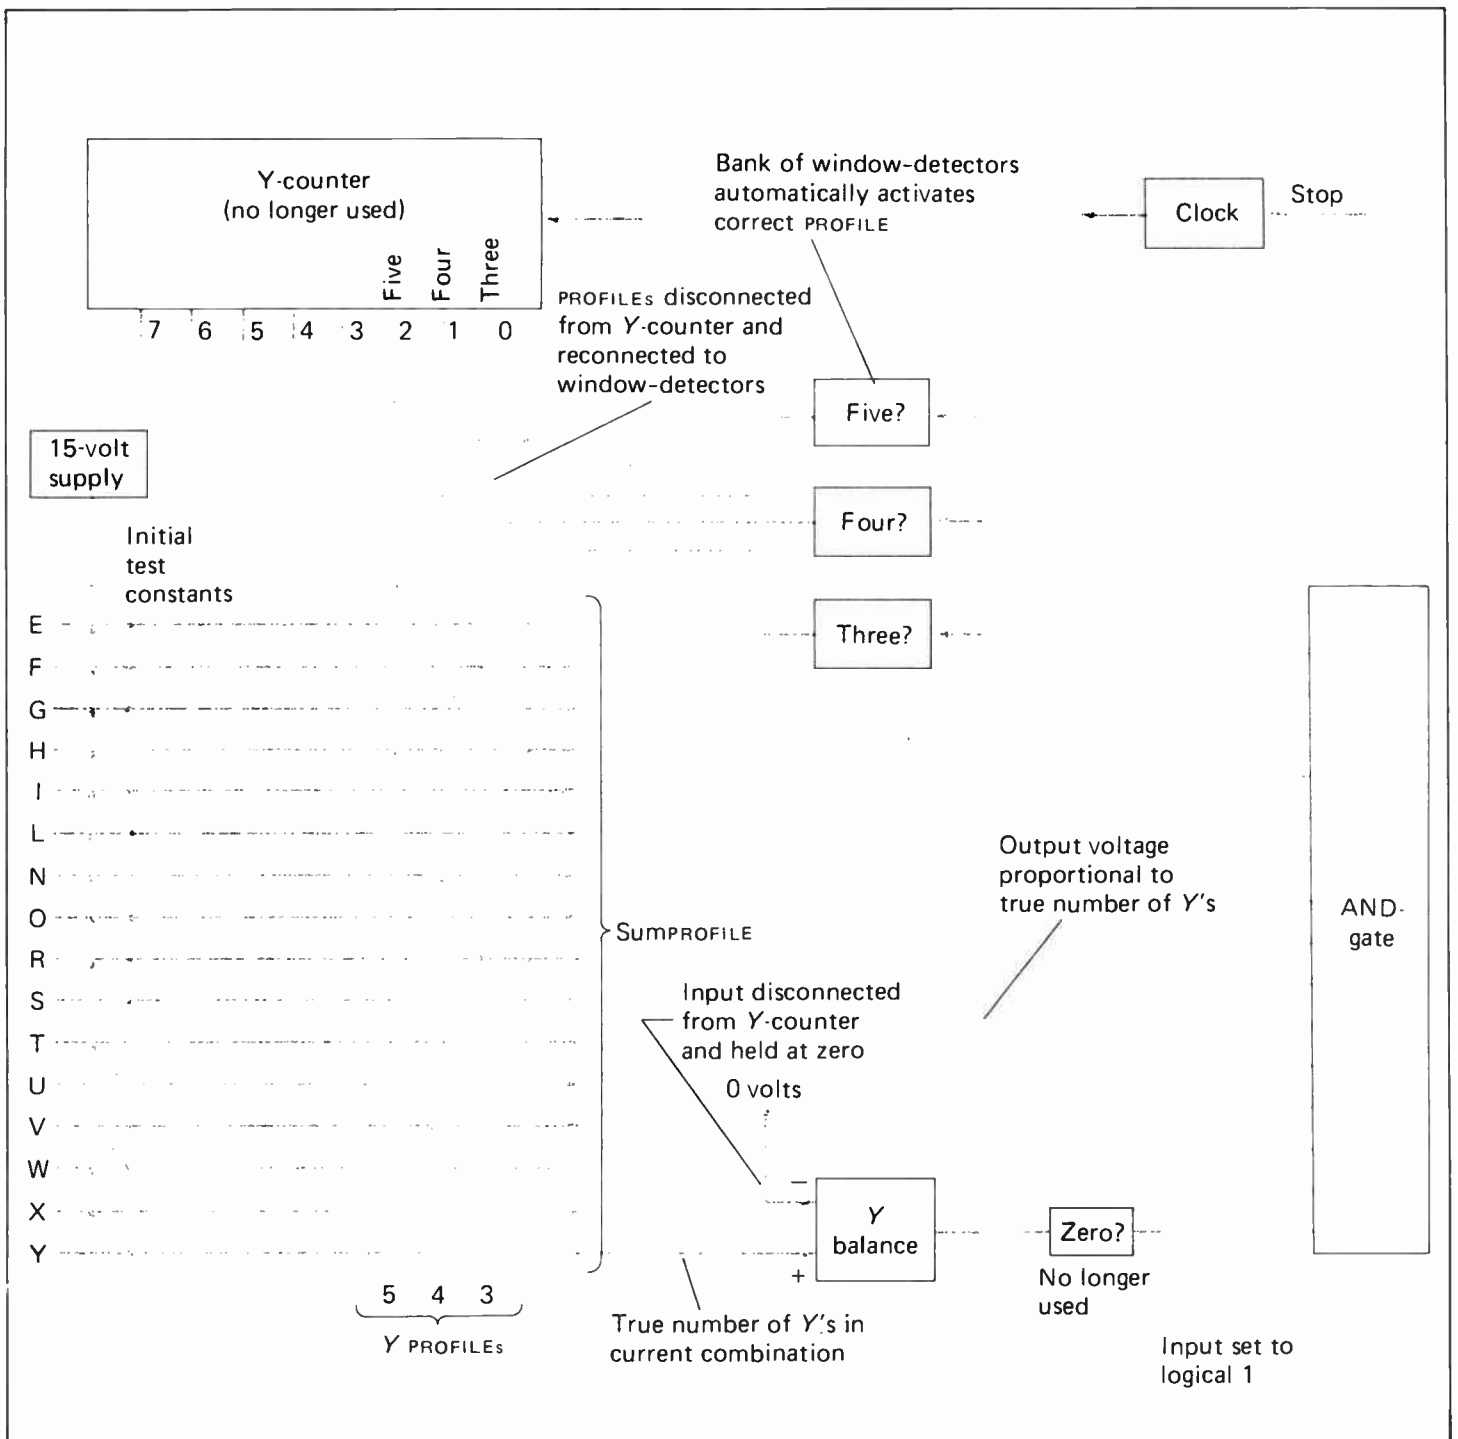 Y-counter
(no longer used)
Five
Four
Three
7 6 5 4 3 2 1 0
Bank of window-detectors
automatically activates
correct PROFILE
Clock
Stop
PROFILEs disconnected
from Y-counter and
reconnected to
window-detectors
Five?
15-volt
supply
Four?
Initial
test
constants
Three?
E
F
G
H
I
L
N
O
R
S
T
U
V
W
X
Y
SumPROFILE
Output voltage
proportional to
true number of Y's
AND-
gate
Input disconnected
from Y-counter
and held at zero
0 volts
−
+
Y
balance
Zero?
No longer
used
5 4 3
Y PROFILEs
True number of Y's in
current combination
Input set to
logical 1